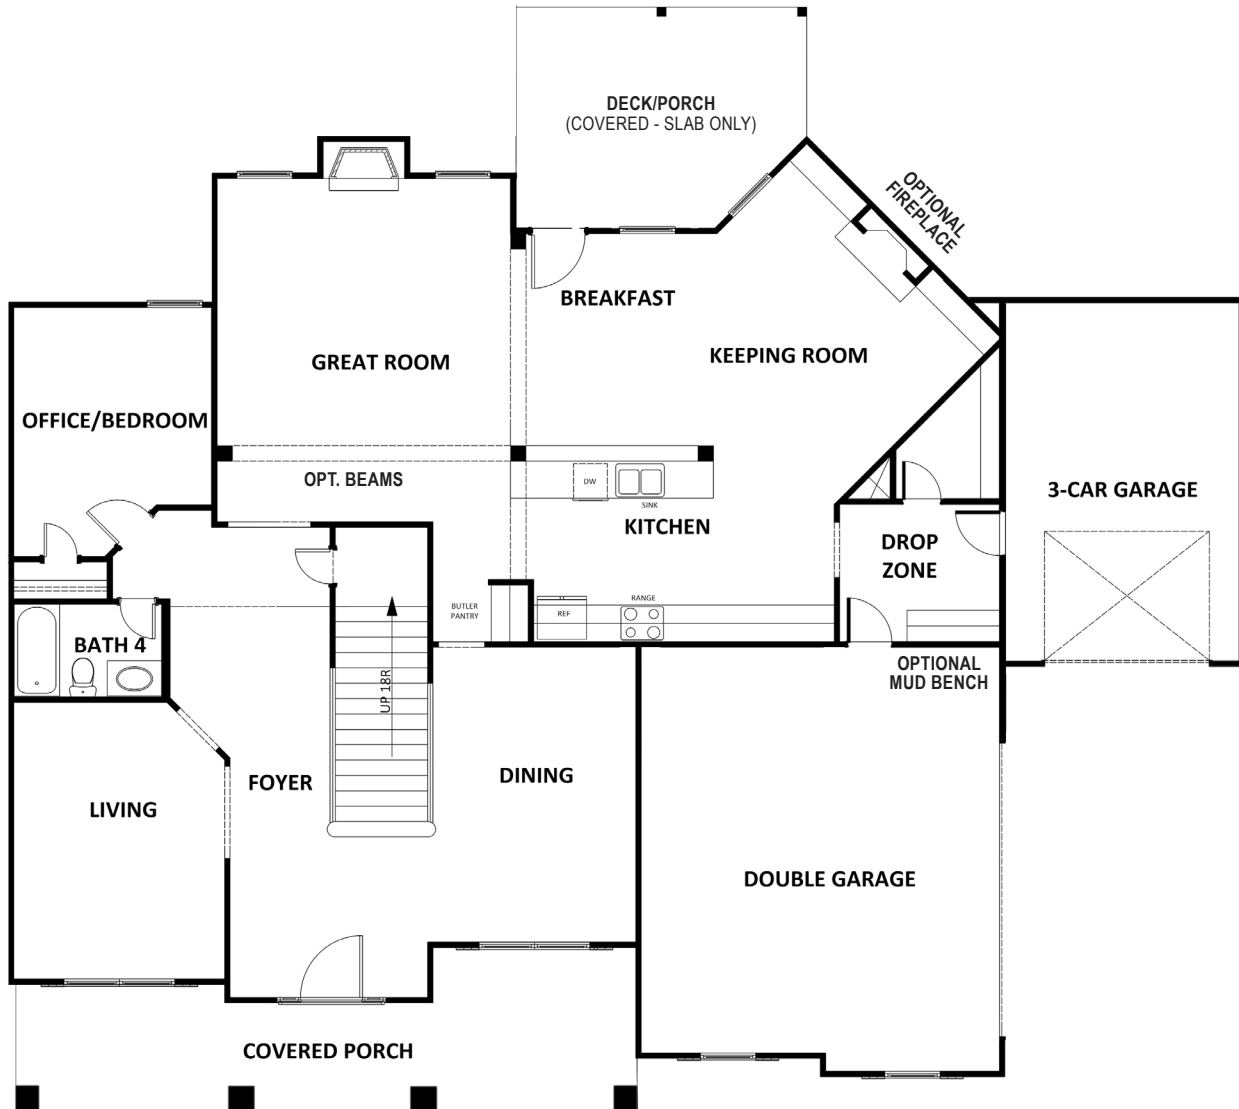 DECK/PORCH
(COVERED - SLAB ONLY)
OPTIONAL
FIREPLACE
BREAKFAST
GREAT ROOM
KEEPING ROOM
OFFICE/BEDROOM
OPT. BEAMS
DW
SINK
KITCHEN
3-CAR GARAGE
DROP
ZONE
BUTLER
PANTRY
REF
RANGE
BATH 4
UP 18R
OPTIONAL
MUD BENCH
FOYER
DINING
LIVING
DOUBLE GARAGE
COVERED PORCH